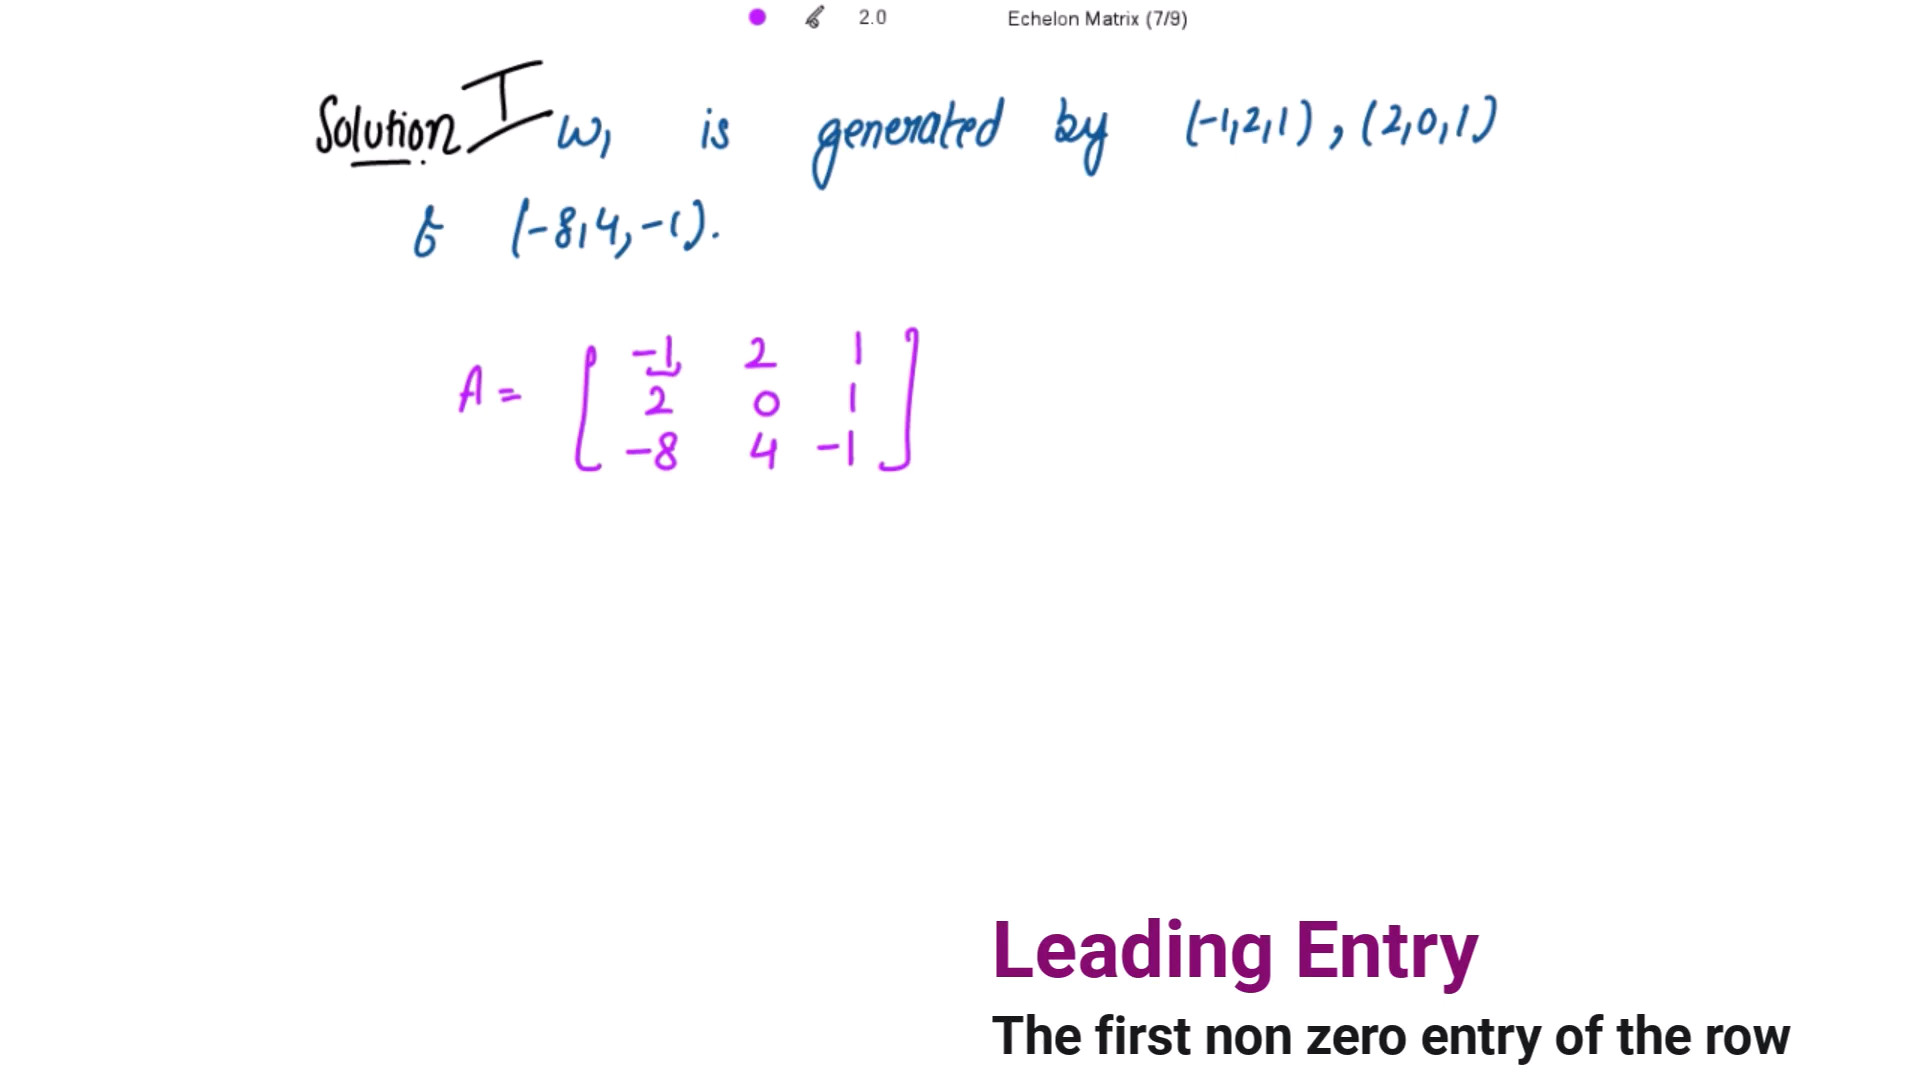 2.0 Echelon Matrix (7/9)
Solution I W₁ is generated by (-1,2,1), (2,0,1)
& (-8,4,-1).
A = [ -1 2 1
2 0 1
-8 4 -1 ]
Leading Entry
The first non zero entry of the row